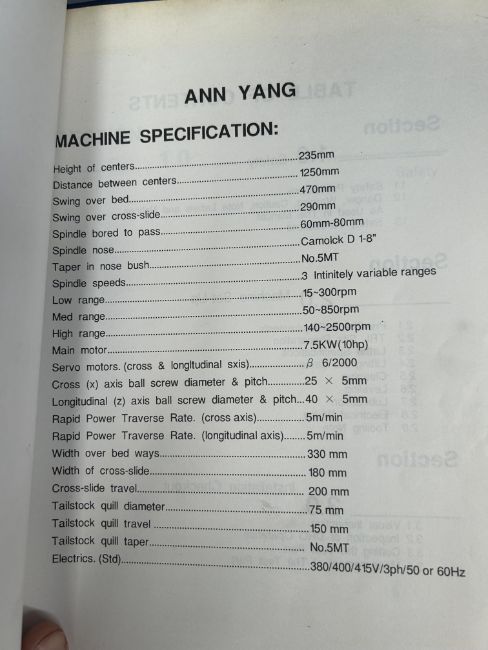 ANN YANG
MACHINE SPECIFICATION:
Height of centers.................................................235mm
Distance between centers.....................................1250mm
Swing over bed....................................................470mm
Swing over cross-slide..........................................290mm
Spindle bored to pass...........................................60mm-80mm
Spindle nose........................................................Camolck D 1-8"
Taper in nose bush...............................................No.5MT
Spindle speeds.....................................................3 Intinitely variable ranges
Low range............................................................15~300rpm
Med range...........................................................50~850rpm
High range...........................................................140~2500rpm
Main motor..........................................................7.5KW(10hp)
Servo motors. (cross & longltudinal sxis)..................β 6/2000
Cross (x) axis ball screw diameter & pitch.............25 × 5mm
Longitudinal (z) axis ball screw diameter & pitch...40 × 5mm
Rapid Power Traverse Rate. (cross axis)...............5m/min
Rapid Power Traverse Rate. (longitudinal axis).......5m/min
Width over bed ways............................................330 mm
Width of cross-slide..............................................180 mm
Cross-slide travel................................................. 200 mm
Tailstock quill diameter..........................................75 mm
Tailstock quill travel ..............................................150 mm
Tailstock quill taper............................................... No.5MT
Electrics. (Std).....................................................380/400/415V/3ph/50 or 60Hz